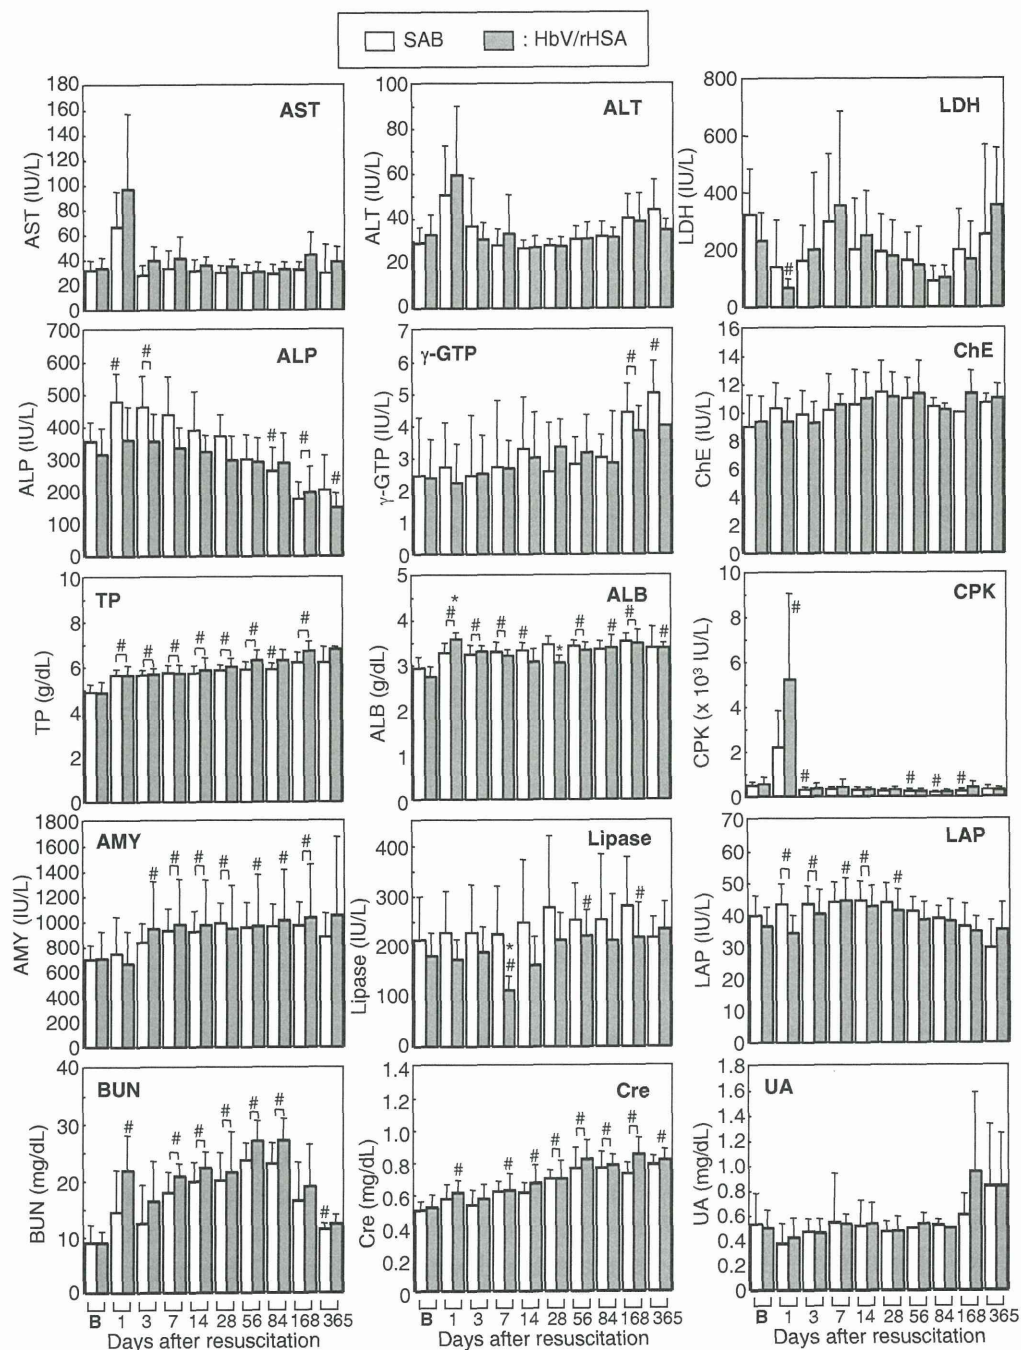 SAB : HbV/rHSA
AST
AST (IU/L)
180
160
140
120
100
80
60
40
20
0
ALT
ALT (IU/L)
100
80
60
40
20
0
LDH
LDH (IU/L)
800
600
400
200
0
#
ALP
ALP (IU/L)
700
600
500
400
300
200
100
0
# # # # #
γ-GTP
γ-GTP (IU/L)
7
6
5
4
3
2
1
0
# #
ChE
ChE (IU/L)
16
14
12
10
8
6
4
2
0
TP
TP (g/dL)
10
8
6
4
2
0
# # # # # # # #
ALB
ALB (g/dL)
5
4
3
2
1
0
*
# # # # * # # # #
CPK
CPK (x 10³ IU/L)
10
8
6
4
2
0
# # # # #
AMY
AMY (IU/L)
1800
1600
1400
1200
1000
800
600
400
200
0
# # # # # # #
Lipase
Lipase (IU/L)
400
300
200
100
0
*
# # #
LAP
LAP (IU/L)
70
60
50
40
30
20
10
0
# # # # #
BUN
BUN (mg/dL)
40
30
20
10
0
# # # # # # #
Cre
Cre (mg/dL)
1.4
1.2
1.0
0.8
0.6
0.4
0.2
0
# # # # # # # #
UA
UA (mg/dL)
1.8
1.6
1.4
1.2
1.0
0.8
0.6
0.4
0.2
0
B 1 3 7 14 28 56 84 168 365
Days after resuscitation
B 1 3 7 14 28 56 84 168 365
Days after resuscitation
B 1 3 7 14 28 56 84 168 365
Days after resuscitation